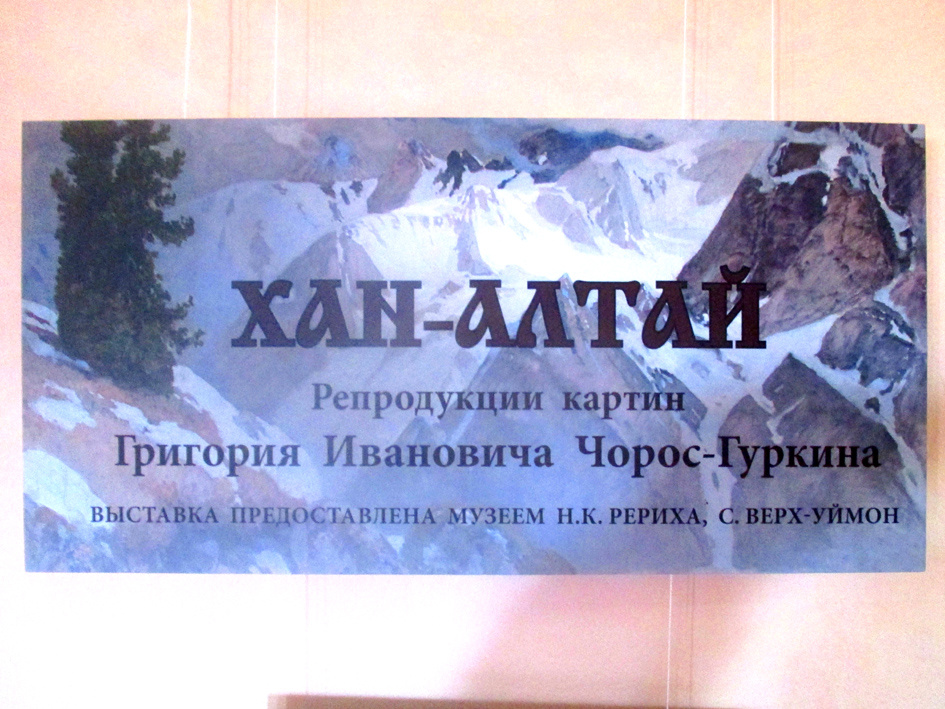 ХАН-АЛТАЙ
Репродукции картин
Григория Ивановича Чорос-Гуркина
ВЫСТАВКА ПРЕДОСТАВЛЕНА МУЗЕЕМ Н.К. РЕРИХА, С. ВЕРХ-УЙМОН